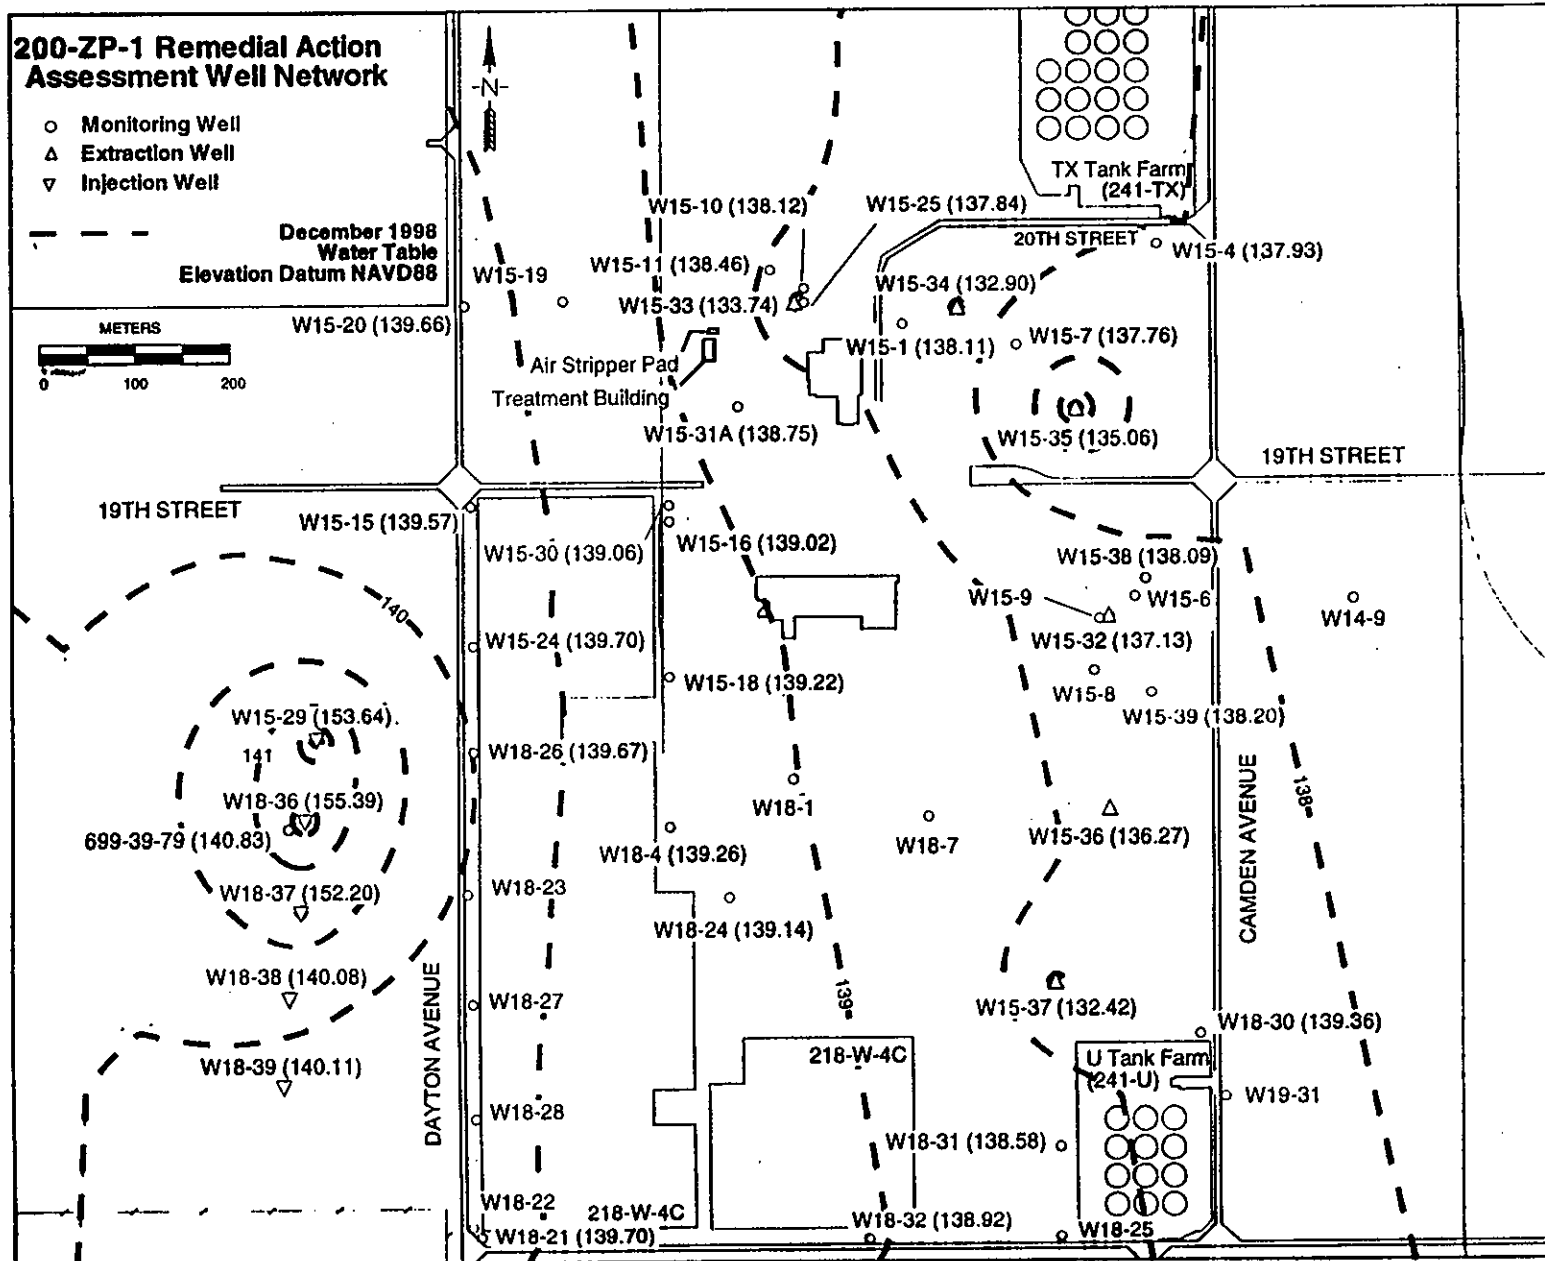 200-ZP-1 Remedial Action
Assessment Well Network
Monitoring Well
Extraction Well
Injection Well
December 1998
Water Table
Elevation Datum NAVD88
METERS
0 100 200
-N-
TX Tank Farm
(241-TX)
W15-10 (138.12)
W15-25 (137.84)
20TH STREET
W15-4 (137.93)
W15-11 (138.46)
W15-19
W15-34 (132.90)
W15-33 (133.74)
W15-20 (139.66)
W15-7 (137.76)
W15-1 (138.11)
Air Stripper Pad
Treatment Building
W15-31A (138.75)
W15-35 (135.06)
19TH STREET
19TH STREET
W15-15 (139.57)
W15-30 (139.06)
W15-16 (139.02)
W15-38 (138.09)
W15-9
W15-6
W14-9
140
W15-24 (139.70)
W15-32 (137.13)
W15-18 (139.22)
W15-8
W15-39 (138.20)
W15-29 (153.64)
141
W18-26 (139.67)
W18-36 (155.39)
W18-1
138
CAMDEN AVENUE
699-39-79 (140.83)
W18-4 (139.26)
W18-7
W15-36 (136.27)
W18-37 (152.20)
W18-23
W18-24 (139.14)
W18-38 (140.08)
DAYTON AVENUE
W18-27
139
W15-37 (132.42)
W18-30 (139.36)
W18-39 (140.11)
218-W-4C
U Tank Farm
(241-U)
W19-31
W18-28
W18-31 (138.58)
W18-22
218-W-4C
W18-32 (138.92)
W18-25
W18-21 (139.70)